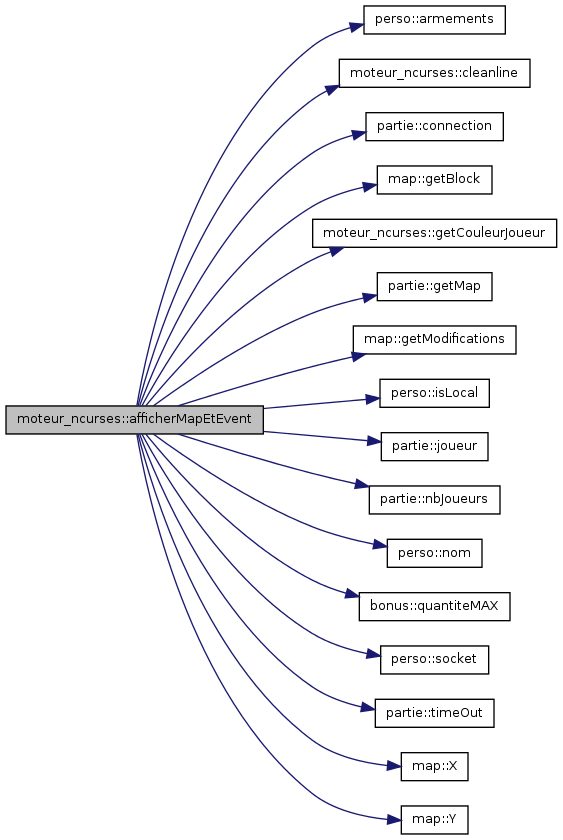 perso::armements
moteur_ncurses::cleanline
partie::connection
map::getBlock
moteur_ncurses::getCouleurJoueur
partie::getMap
map::getModifications
perso::isLocal
moteur_ncurses::afficherMapEtEvent
partie::joueur
partie::nbJoueurs
perso::nom
bonus::quantiteMAX
perso::socket
partie::timeOut
map::X
map::Y